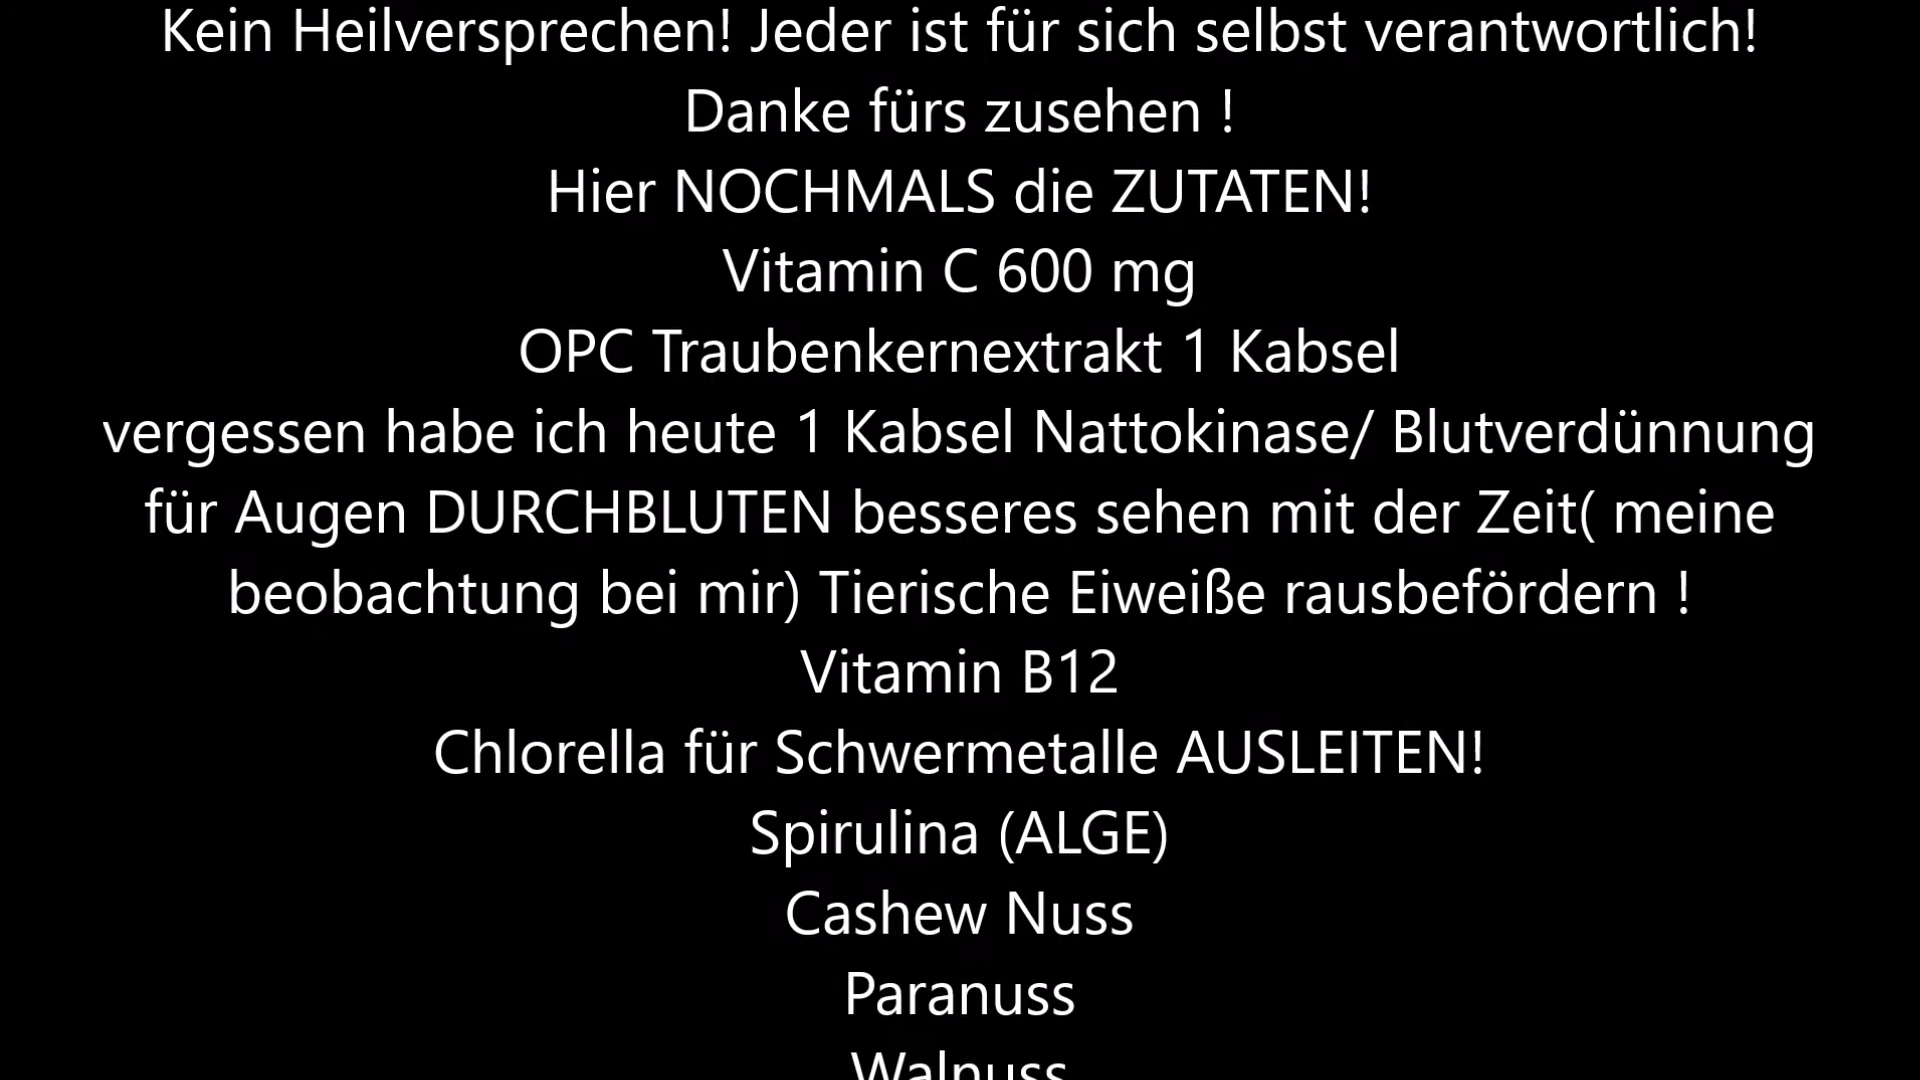 Kein Heilversprechen! Jeder ist für sich selbst verantwortlich!
Danke fürs zusehen !
Hier NOCHMALS die ZUTATEN!
Vitamin C 600 mg
OPC Traubenkernextrakt 1 Kabsel
vergessen habe ich heute 1 Kabsel Nattokinase/ Blutverdünnung
für Augen DURCHBLUTEN besseres sehen mit der Zeit( meine
beobachtung bei mir) Tierische Eiweiße rausbefördern !
Vitamin B12
Chlorella für Schwermetalle AUSLEITEN!
Spirulina (ALGE)
Cashew Nuss
Paranuss
Walnuss